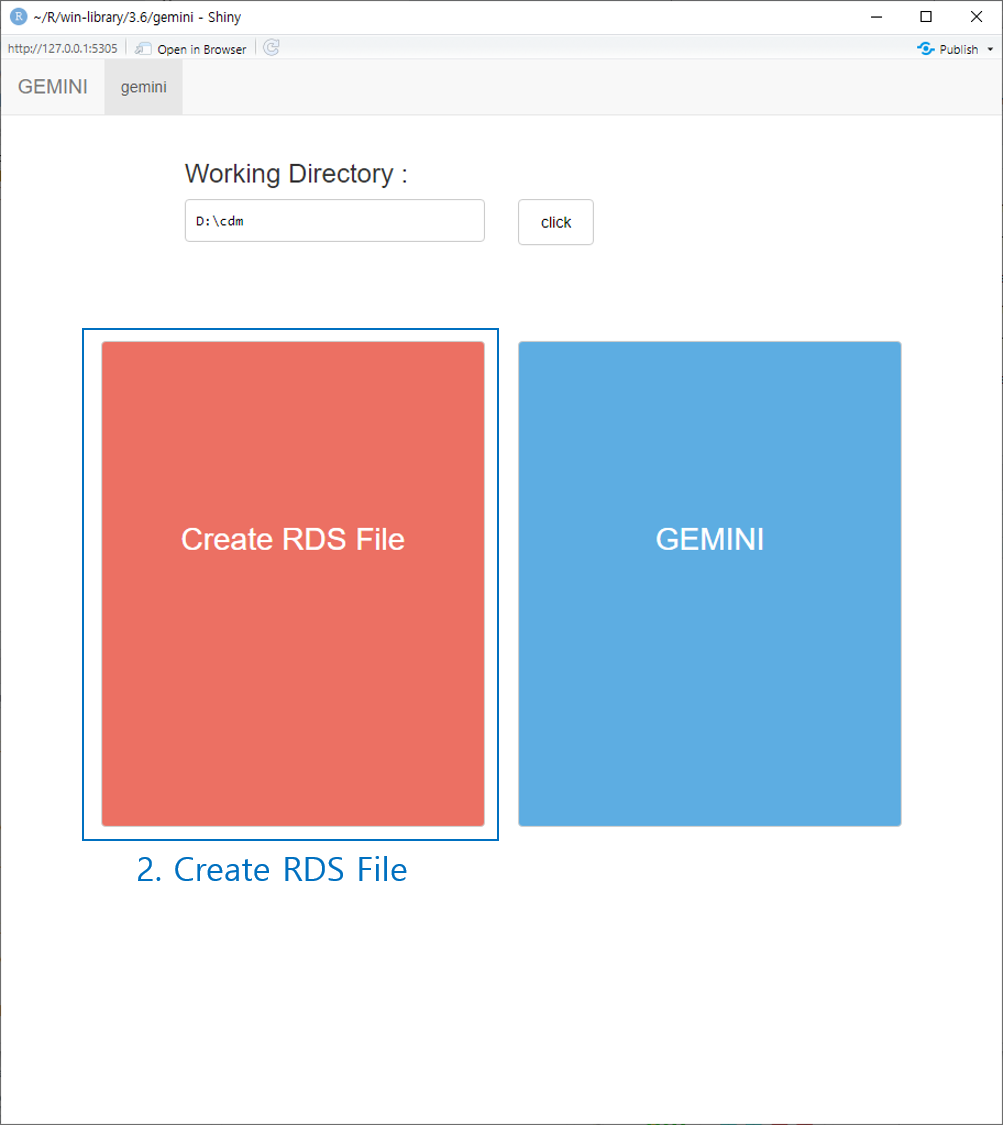 R ~/R/win-library/3.6/gemini - Shiny
http://127.0.0.1:5305 Open in Browser Publish
GEMINI gemini
Working Directory :
D:\cdm click
Create RDS File GEMINI
2. Create RDS File